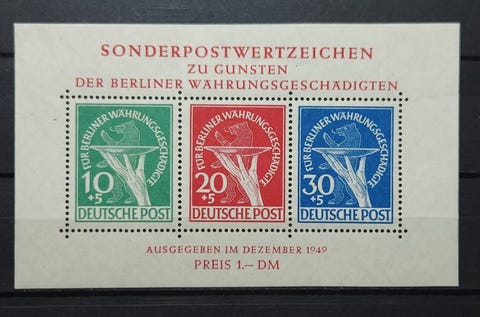 SONDERPOSTWERTZEICHEN
ZU GUNSTEN
DER BERLINER WÄHRUNGSGESCHÄDIGTEN
FÜR BERLINER WÄHRUNGSGESCHÄDIGTE
10
+5
DEUTSCHE POST
FÜR BERLINER WÄHRUNGSGESCHÄDIGTE
20
+5
DEUTSCHE POST
FÜR BERLINER WÄHRUNGSGESCHÄDIGTE
30
+5
DEUTSCHE POST
AUSGEGEBEN IM DEZEMBER 1949
PREIS 1.– DM